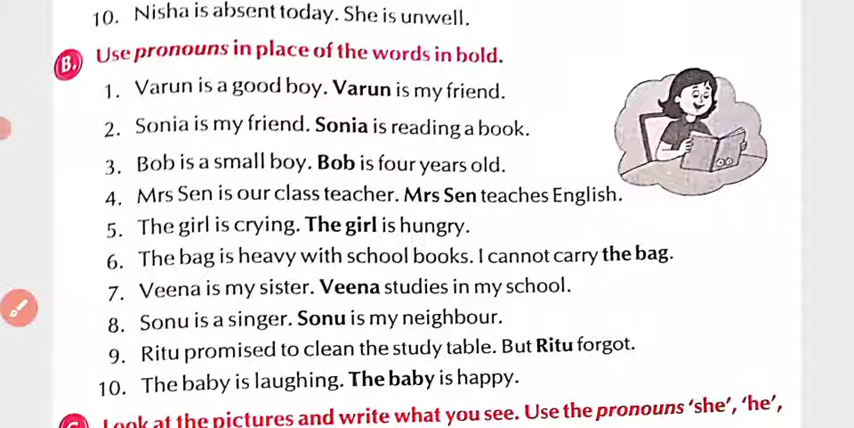 10. Nisha is absent today. She is unwell.
B. Use pronouns in place of the words in bold.
1. Varun is a good boy. Varun is my friend.
2. Sonia is my friend. Sonia is reading a book.
3. Bob is a small boy. Bob is four years old.
4. Mrs Sen is our class teacher. Mrs Sen teaches English.
5. The girl is crying. The girl is hungry.
6. The bag is heavy with school books. I cannot carry the bag.
7. Veena is my sister. Veena studies in my school.
8. Sonu is a singer. Sonu is my neighbour.
9. Ritu promised to clean the study table. But Ritu forgot.
10. The baby is laughing. The baby is happy.
C. Look at the pictures and write what you see. Use the pronouns ‘she’, ‘he’,